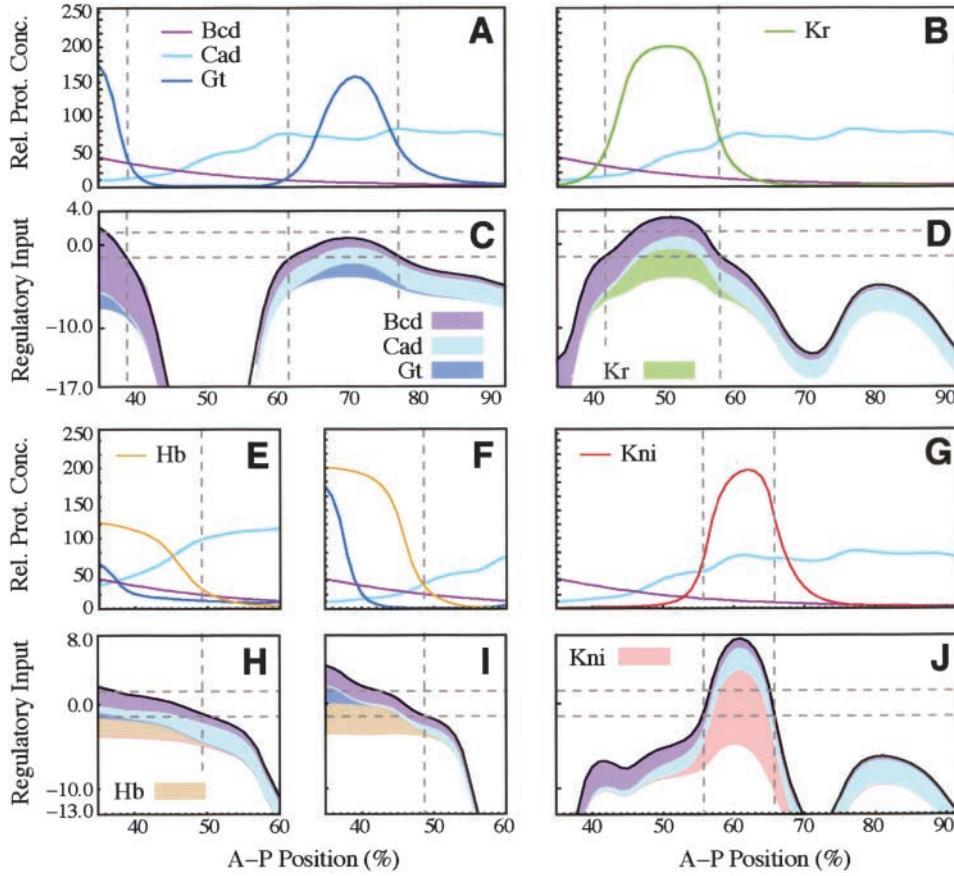 Rel. Prot. Conc.
250
200
150
100
50
0
Bcd
Cad
Gt
A
Kr
B
Regulatory Input
4.0
0.0
−10.0
−17.0
C
Bcd
Cad
Gt
40 50 60 70 80 90
D
Kr
40 50 60 70 80 90
Rel. Prot. Conc.
250
200
150
100
50
0
Hb
E
F
Kni
G
Regulatory Input
8.0
0.0
−10.0
−13.0
H
Hb
40 50 60
I
40 50 60
Kni
J
40 50 60 70 80 90
A–P Position (%)
A–P Position (%)